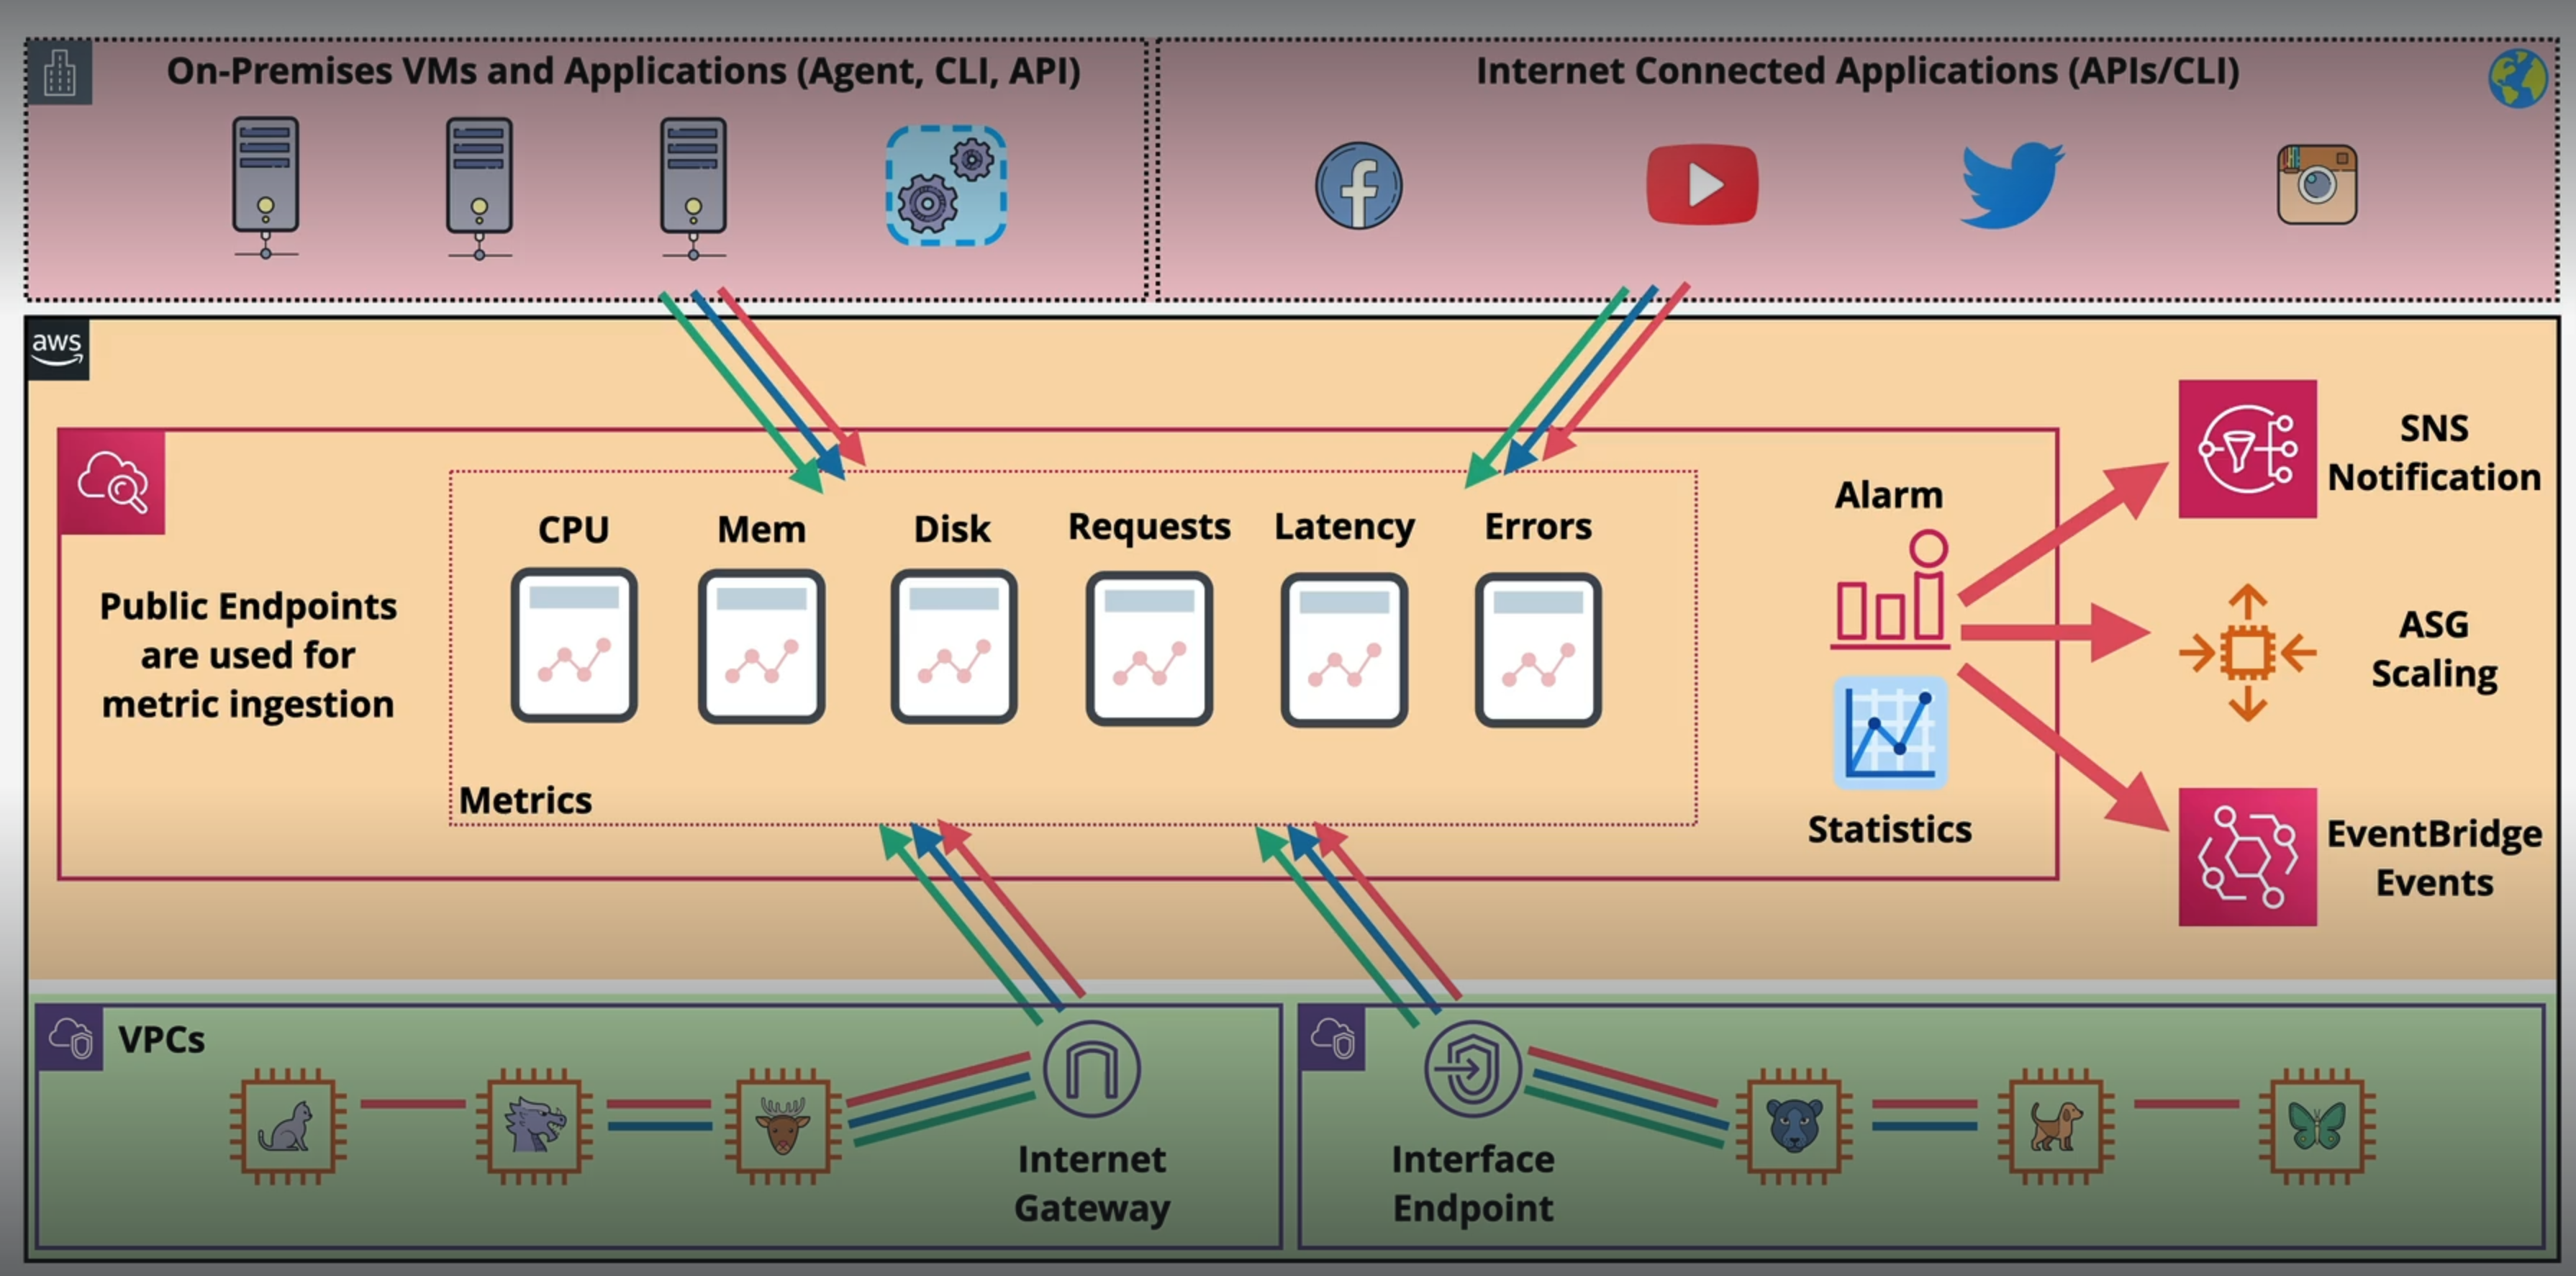 On-Premises VMs and Applications (Agent, CLI, API)
Internet Connected Applications (APIs/CLI)
aws
Public Endpoints
are used for
metric ingestion
CPU
Mem
Disk
Requests
Latency
Errors
Metrics
Alarm
Statistics
SNS
Notification
ASG
Scaling
EventBridge
Events
VPCs
Internet
Gateway
Interface
Endpoint